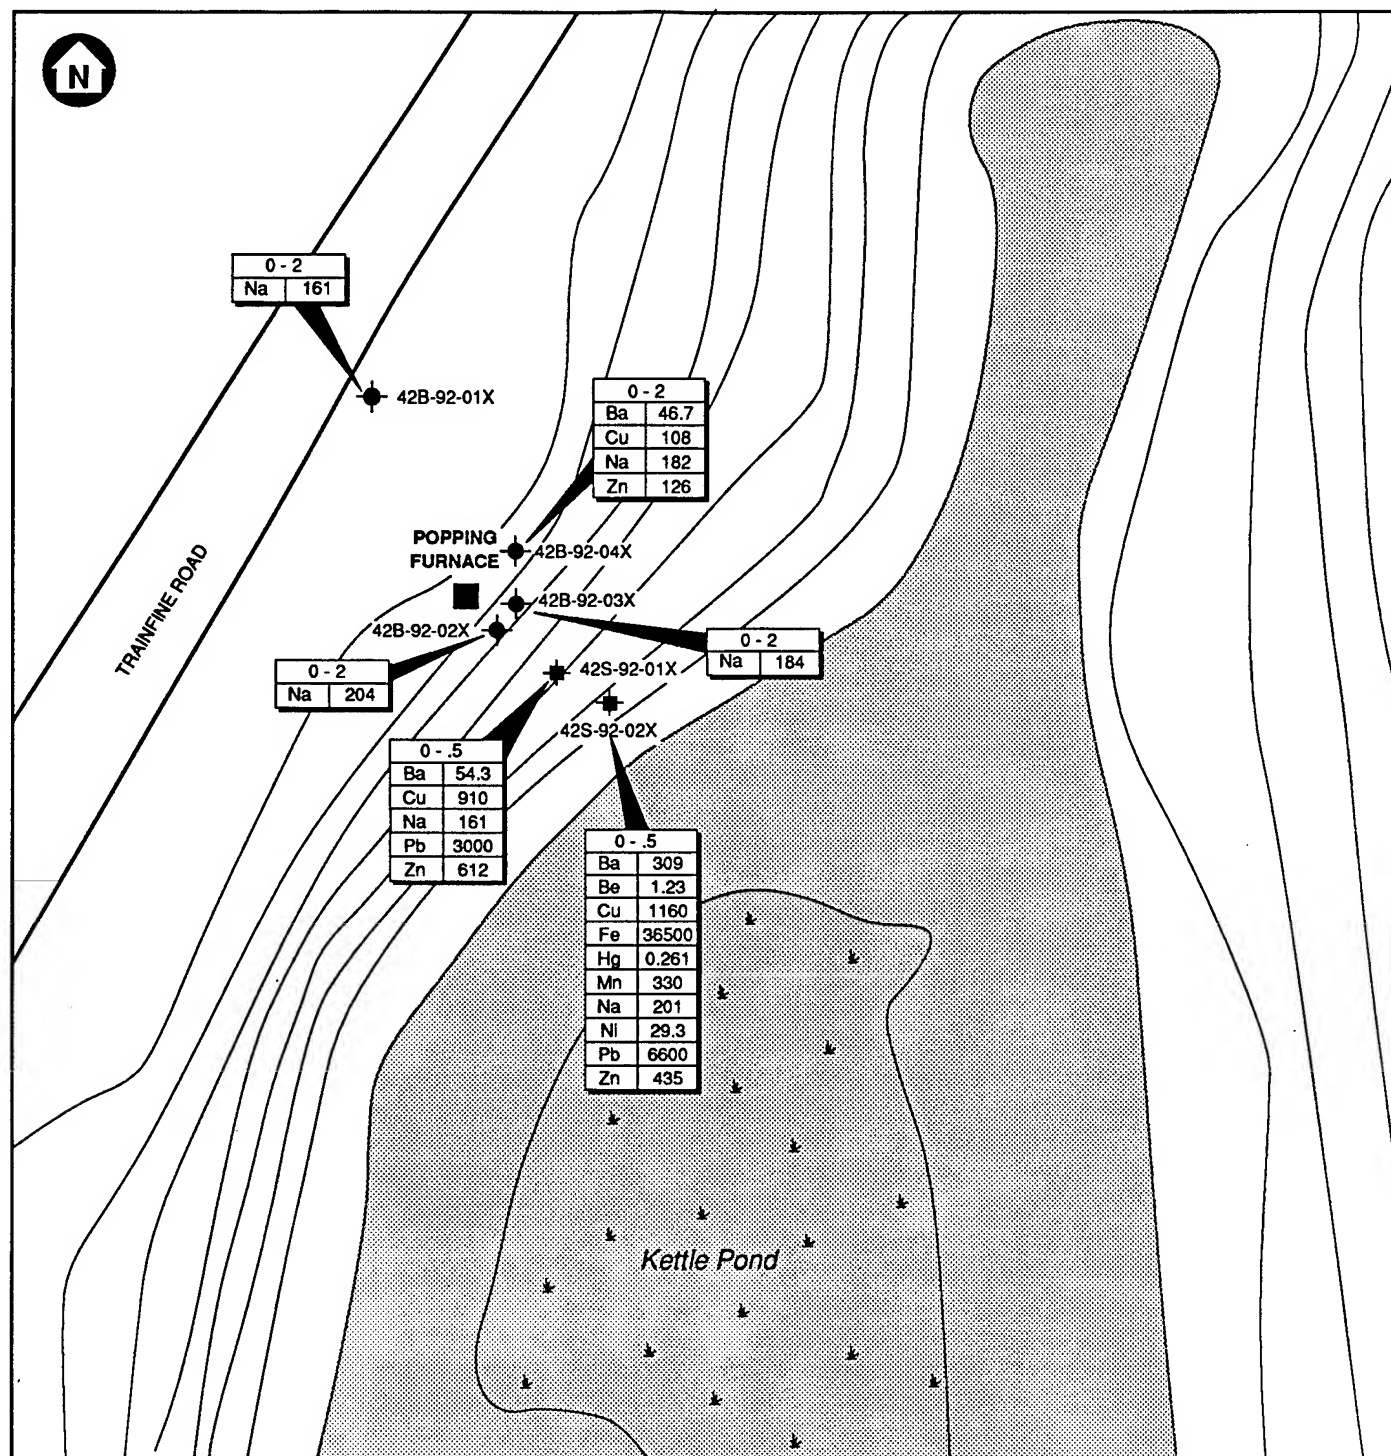 N
0 - 2
Na 161
42B-92-01X
0 - 2
Ba 46.7
Cu 108
Na 182
Zn 126
POPPING
FURNACE
42B-92-04X
TRAINFINE ROAD
42B-92-03X
42B-92-02X
0 - 2
Na 184
0 - 2
Na 204
42S-92-01X
42S-92-02X
0 - .5
Ba 54.3
Cu 910
Na 161
Pb 3000
Zn 612
0 - .5
Ba 309
Be 1.23
Cu 1160
Fe 36500
Hg 0.261
Mn 330
Na 201
Ni 29.3
Pb 6600
Zn 435
Kettle Pond